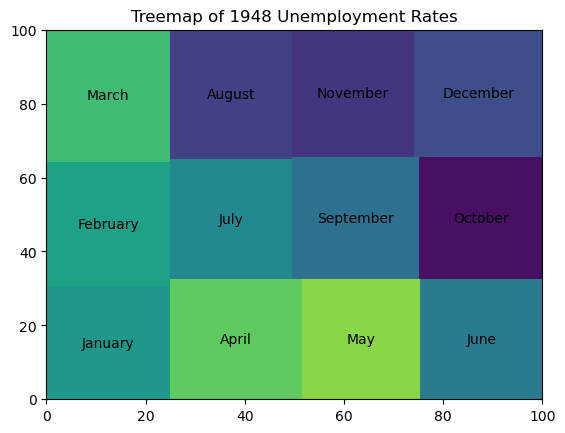 Treemap of 1948 Unemployment Rates
100
80
60
40
20
0
March
August
November
December
February
July
September
October
January
April
May
June
0
20
40
60
80
100